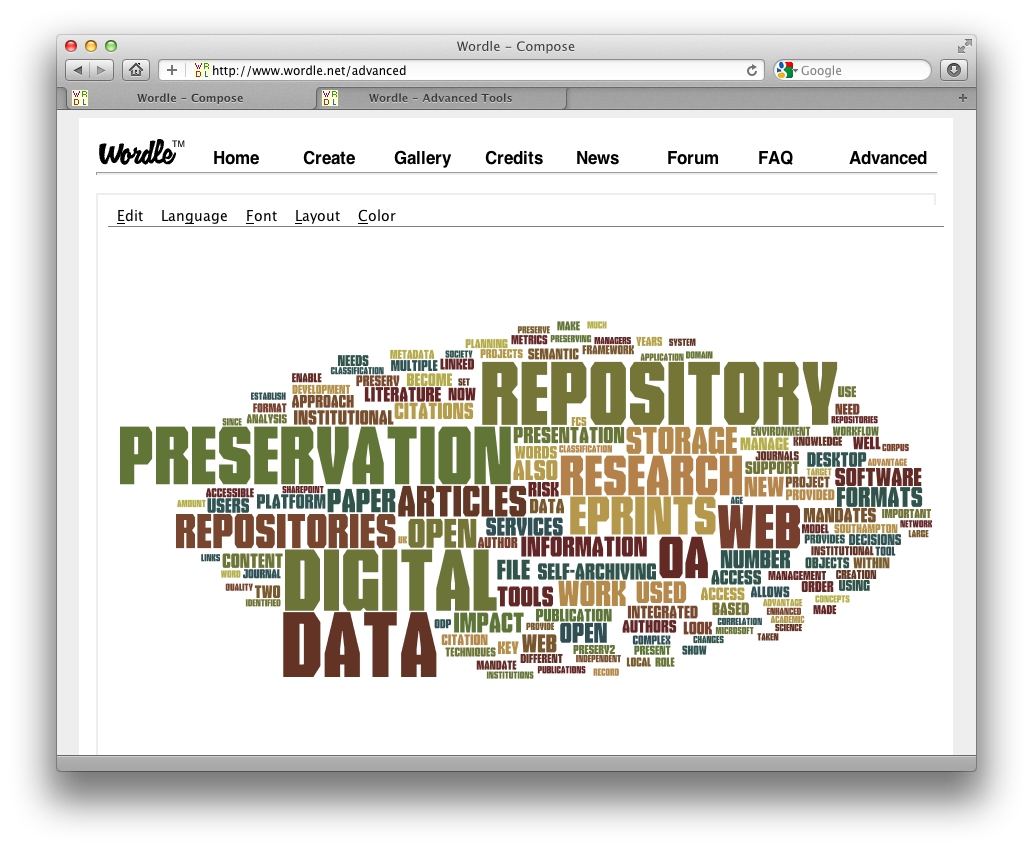 Wordle – Compose
http://www.wordle.net/advanced
Google
Wordle – Compose Wordle – Advanced Tools
Wordle™ Home Create Gallery Credits News Forum FAQ Advanced
Edit Language Font Layout Color
PRESERVE MAKE MUCH
PLANNING METRICS PRESERVING MANAGERS YEARS SYSTEM
NEEDS METADATA SOCIETY PROJECTS SEMANTIC FRAMEWORK APPLICATION DOMAIN
CLASSIFICATION MULTIPLE LINKED
ENABLE PRESERV BECOME SET REPOSITORY USE
ESTABLISH DEVELOPMENT APPROACH LITERATURE NOW
FORMAT INSTITUTIONAL CITATIONS NEED
SINCE ANALYSIS FCS REPOSITORIES
PRESERVATION PRESENTATION STORAGE ENVIRONMENT WORKFLOW
WORDS CLASSIFICATION MANAGE KNOWLEDGE WELL CORPUS
ALSO RESEARCH JOURNALS DESKTOP ADVANTAGE
SUPPORT TARGET SOFTWARE
ACCESSIBLE SHAREPOINT RISK NEW PROJECT
AMOUNT USERS PLATFORM PAPER ARTICLES DATA EPRINTS AGE PROVIDED FORMATS
REPOSITORIES UK OPEN SERVICES WEB MANDATES IMPORTANT
MODEL SOUTHAMPTON NETWORK
AUTHOR INFORMATION OA PROVIDES DECISIONS LARGE
LINKS CONTENT NUMBER INSTITUTIONAL TOOL
WORD JOURNAL DIGITAL FILE SELF-ARCHIVING ACCESS OBJECTS WITHIN
MANAGEMENT CREATION
QUALITY TWO TOOLS WORK USED ACCESS ALLOWS ORDER USING
IDENTIFIED ADVANTAGE CONCEPTS
DATA ODP IMPACT PUBLICATION INTEGRATED BASED ENHANCED MADE
PROVIDE OPEN AUTHORS LOOK CORRELATION ACADEMIC
CITATION KEY WEB COMPLEX MICROSOFT SCIENCE
TECHNIQUES PRESERV2 PRESENT CHANGES TAKEN
MANDATE DIFFERENT INDEPENDENT LOCAL ROLE SHOW
INSTITUTIONS PUBLICATIONS RECORD